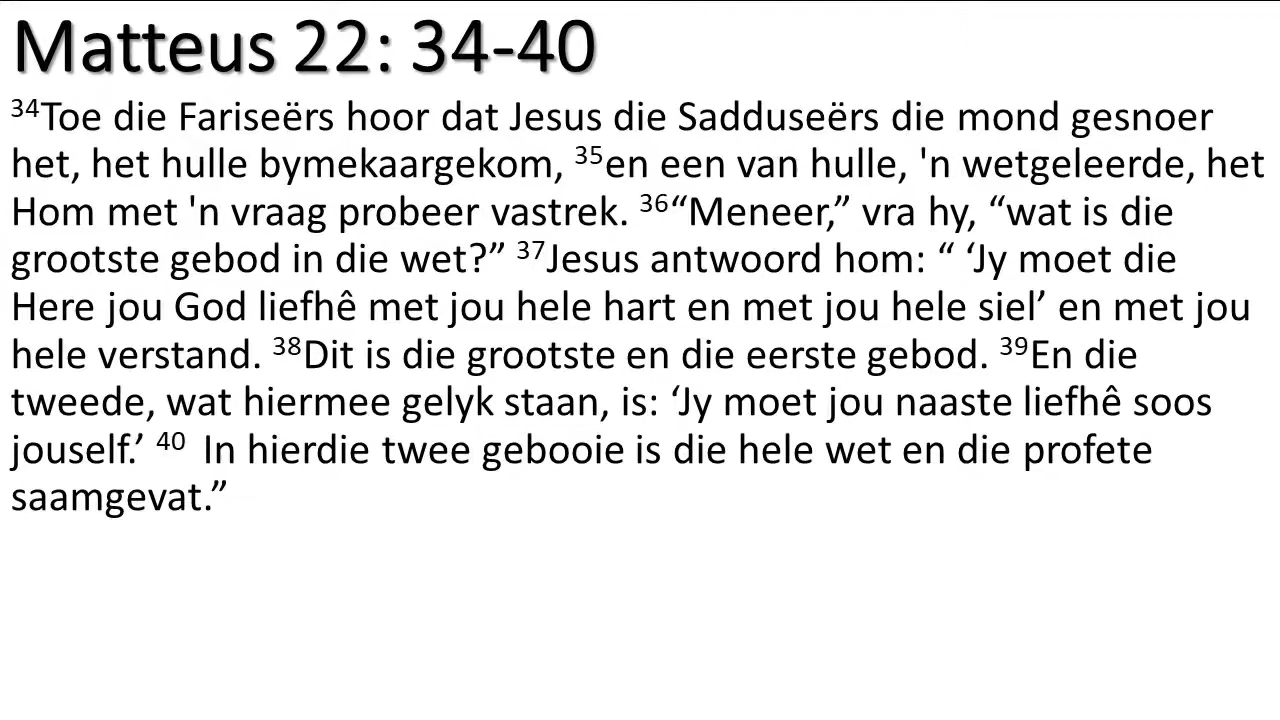 Matteus 22: 34-40
³⁴Toe die Fariseërs hoor dat Jesus die Sadduseërs die mond gesnoer
het, het hulle bymekaargekom, ³⁵en een van hulle, 'n wetgeleerde, het
Hom met 'n vraag probeer vastrek. ³⁶“Meneer,” vra hy, “wat is die
grootste gebod in die wet?” ³⁷Jesus antwoord hom: “ ‘Jy moet die
Here jou God liefhê met jou hele hart en met jou hele siel’ en met jou
hele verstand. ³⁸Dit is die grootste en die eerste gebod. ³⁹En die
tweede, wat hiermee gelyk staan, is: ‘Jy moet jou naaste liefhê soos
jouself.’ ⁴⁰ In hierdie twee gebooie is die hele wet en die profete
saamgevat.”